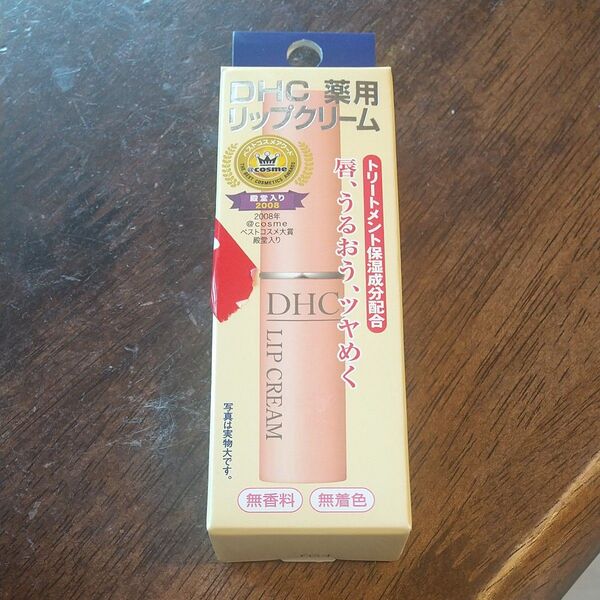 DHC 薬用
リップクリーム
ベストコスメアワード
@cosme
THE BEST COSMETICS AWARDS
殿堂入り
2008
2008年
@cosme
ベストコスメ大賞
殿堂入り
トリートメント保湿成分配合
唇、うるおう、ツヤめく
DHC
LIP CREAM
写真は実物大です。
無香料
無着色